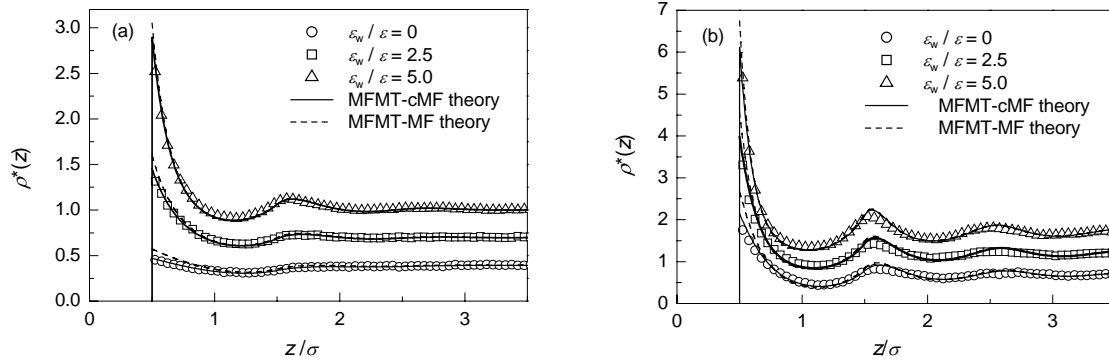 (a)
ε_w / ε = 0
ε_w / ε = 2.5
ε_w / ε = 5.0
MFMT-cMF theory
MFMT-MF theory
ρ*(z)
3.0
2.5
2.0
1.5
1.0
0.5
0.0
0 1 2 3
z/σ
(b)
ε_w / ε = 0
ε_w / ε = 2.5
ε_w / ε = 5.0
MFMT-cMF theory
MFMT-MF theory
ρ*(z)
7
6
5
4
3
2
1
0
0 1 2 3
z/σ